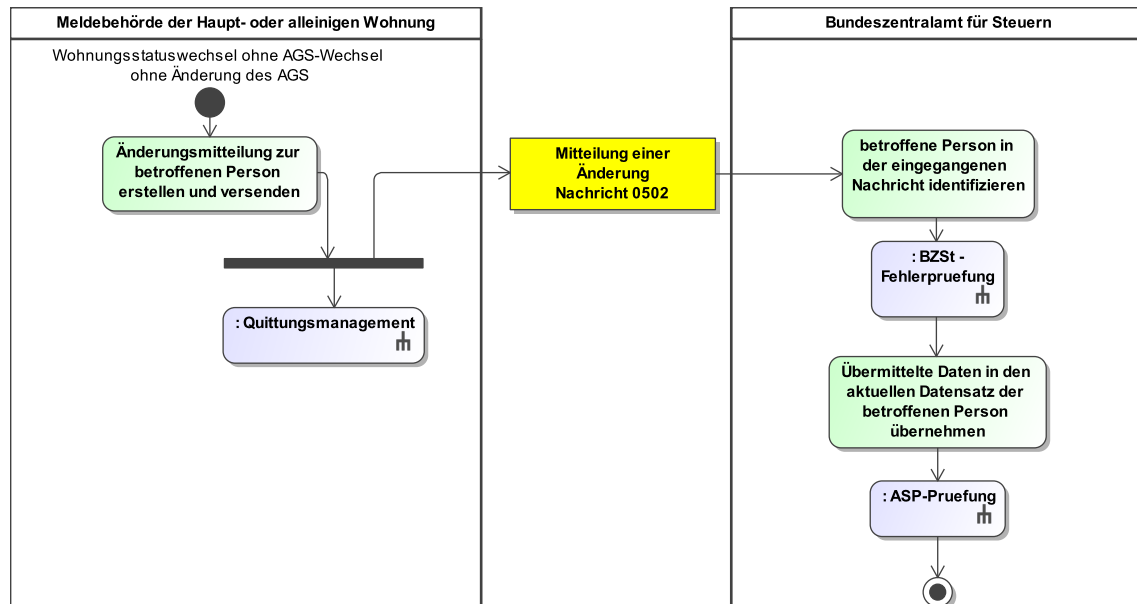 Meldebehörde der Haupt- oder alleinigen Wohnung
Wohnungsstatuswechsel ohne AGS-Wechsel
ohne Änderung des AGS
Änderungsmitteilung zur
betroffenen Person
erstellen und versenden
: Quittungsmanagement
Mitteilung einer
Änderung
Nachricht 0502
Bundeszentralamt für Steuern
betroffene Person in
der eingegangenen
Nachricht identifizieren
: BZSt -
Fehlerpruefung
Übermittelte Daten in den
aktuellen Datensatz der
betroffenen Person
übernehmen
: ASP-Pruefung